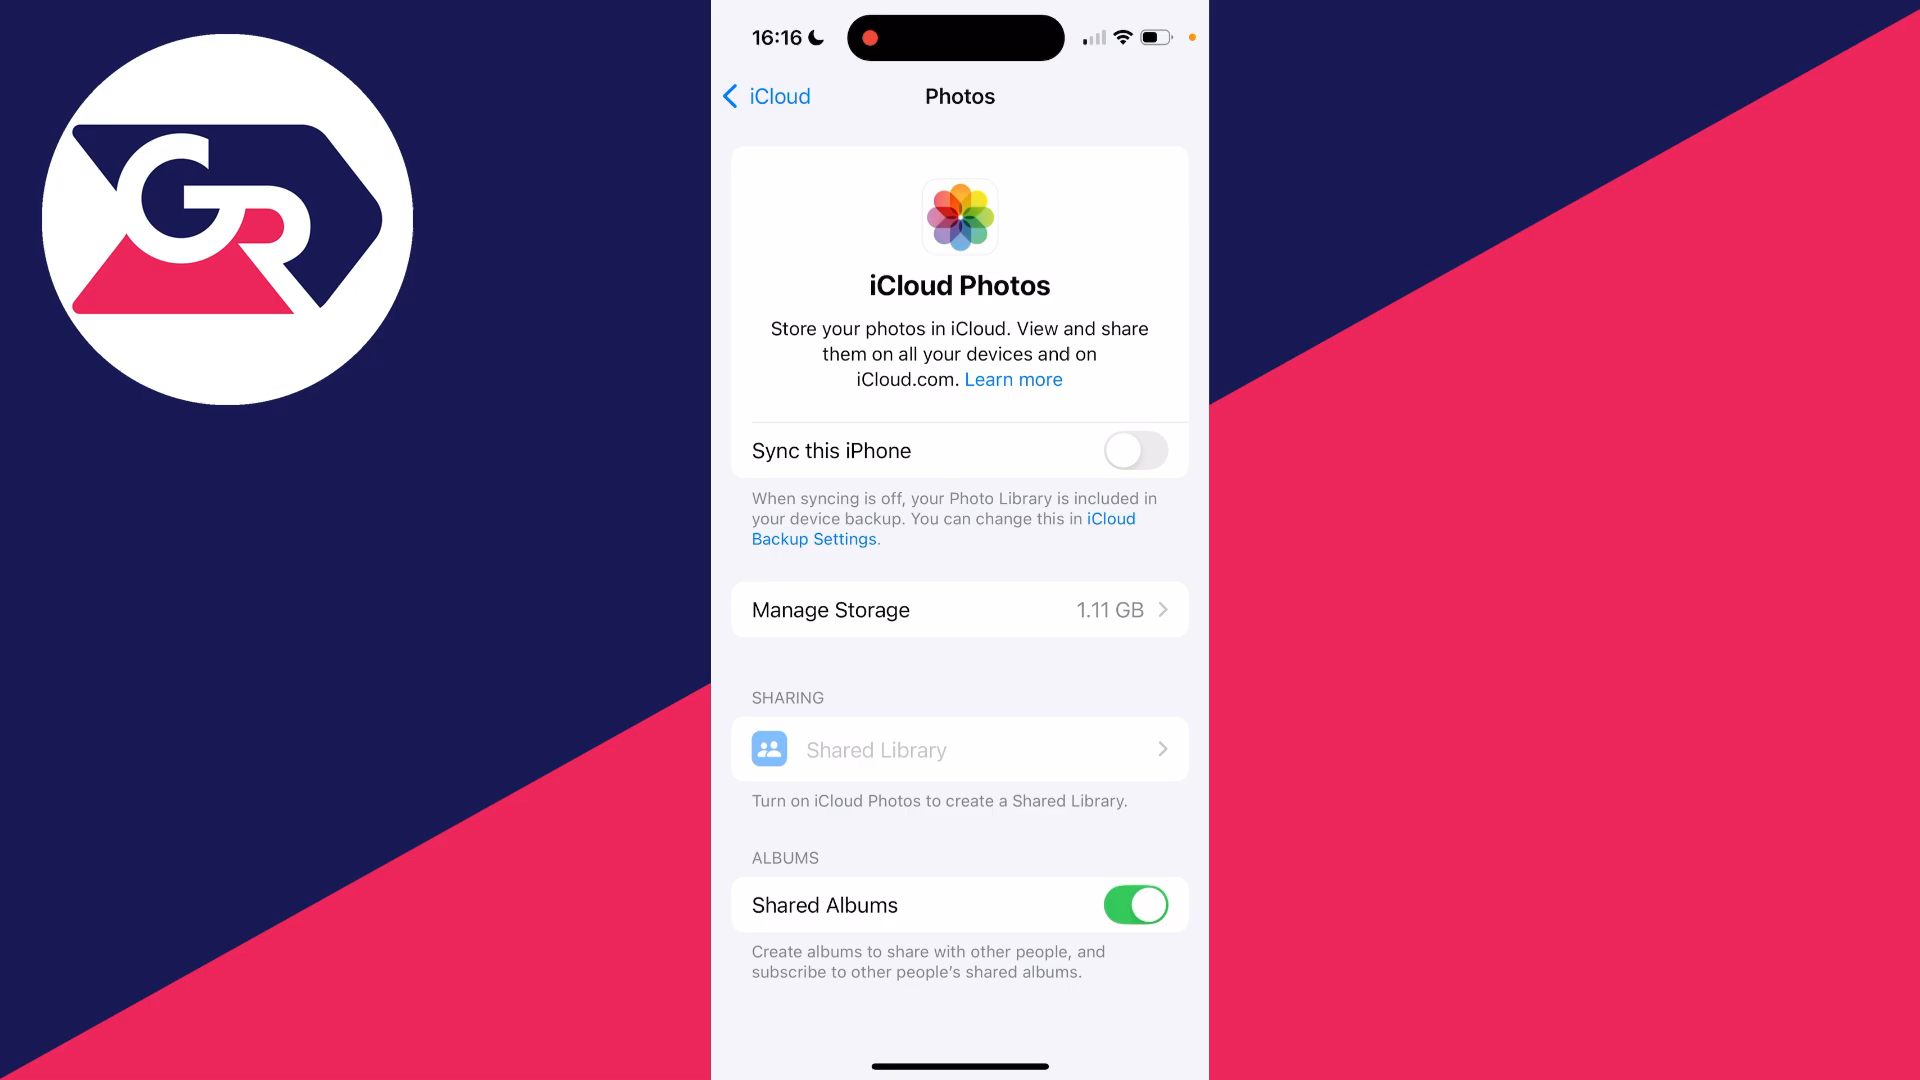 GR
16:16
iCloud
Photos
iCloud Photos
Store your photos in iCloud. View and share
them on all your devices and on
iCloud.com. Learn more
Sync this iPhone
When syncing is off, your Photo Library is included in
your device backup. You can change this in iCloud
Backup Settings.
Manage Storage 1.11 GB
SHARING
Shared Library
Turn on iCloud Photos to create a Shared Library.
ALBUMS
Shared Albums
Create albums to share with other people, and
subscribe to other people’s shared albums.